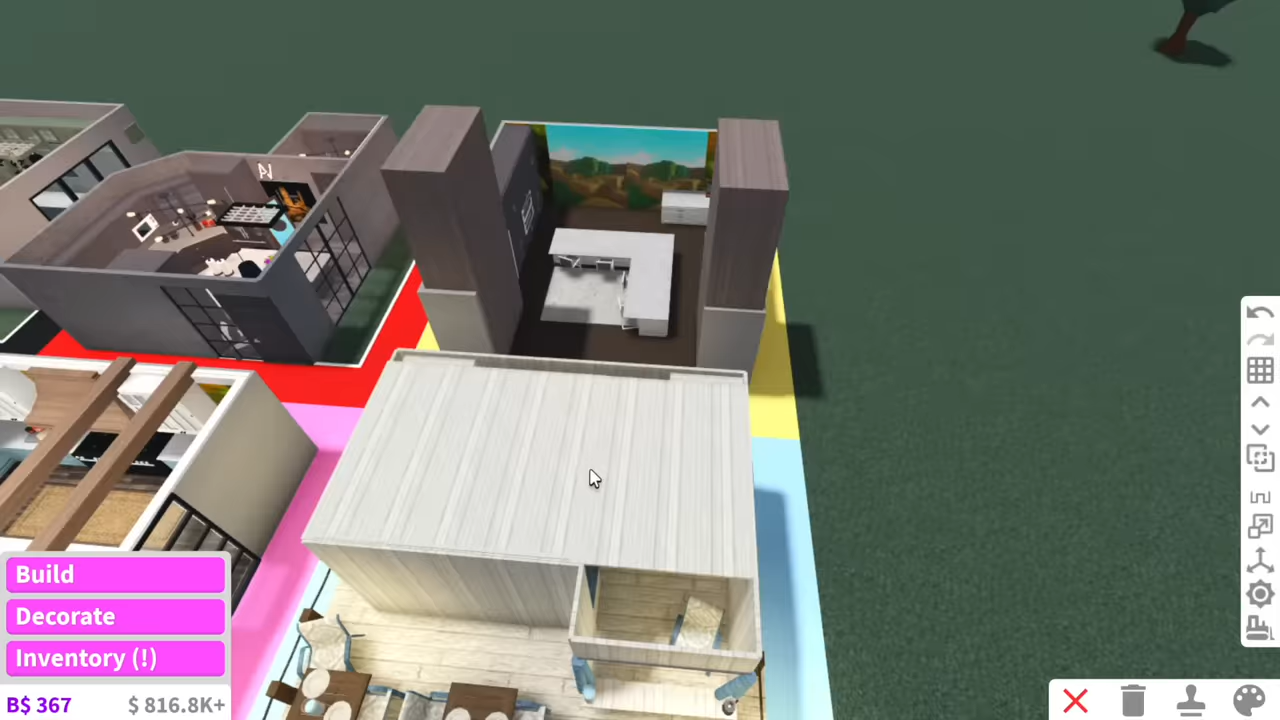 Build
Decorate
Inventory (!)
B$ 367 $ 816.8K+